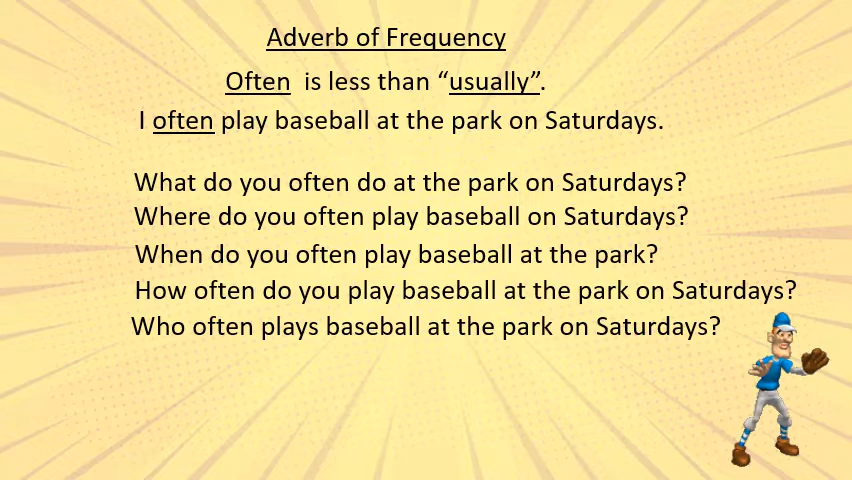 Adverb of Frequency
Often is less than “usually”.
I often play baseball at the park on Saturdays.
What do you often do at the park on Saturdays?
Where do you often play baseball on Saturdays?
When do you often play baseball at the park?
How often do you play baseball at the park on Saturdays?
Who often plays baseball at the park on Saturdays?